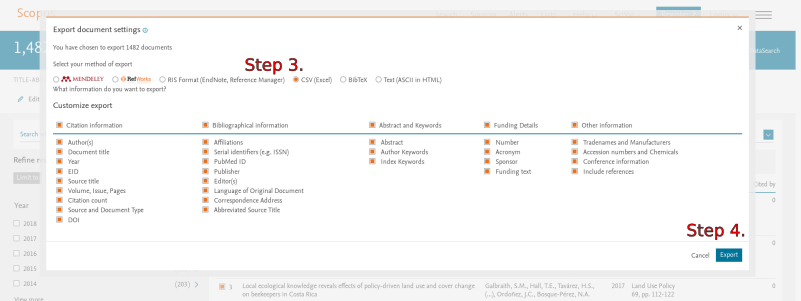 Scop
1,48
Export document settings
You have chosen to export 1482 documents
Select your method of export
Step 3.
MENDELEY RefWorks RIS Format (EndNote, Reference Manager) CSV (Excel) BibTeX Text (ASCII in HTML)
What information do you want to export?
Customize export
Citation information
Author(s)
Document title
Year
EID
Source title
Volume, Issue, Pages
Citation count
Source and Document Type
DOI
Bibliographical information
Affiliations
Serial identifiers (e.g. ISSN)
PubMed ID
Publisher
Editor(s)
Language of Original Document
Correspondence Address
Abbreviated Source Title
Abstract and Keywords
Abstract
Author Keywords
Index Keywords
Funding Details
Number
Acronym
Sponsor
Funding text
Other information
Tradenames and Manufacturers
Accession numbers and Chemicals
Conference information
Include references
Step 4.
Cancel Export
DataSearch
TITLE-AB
Edit
Search
Refine re
Limit to
Year
2018
2017
2016
2015
2014 (203)
View more
Cited by
0
0
0
3 Local ecological knowledge reveals effects of policy-driven land use and cover change
on beekeepers in Costa Rica
Galbraith, S.M., Hall, T.E., Tavárez, H.S.,
(...), Ordoñez, J.C., Bosque-Pérez, N.A.
2017 Land Use Policy
69, pp. 112-122